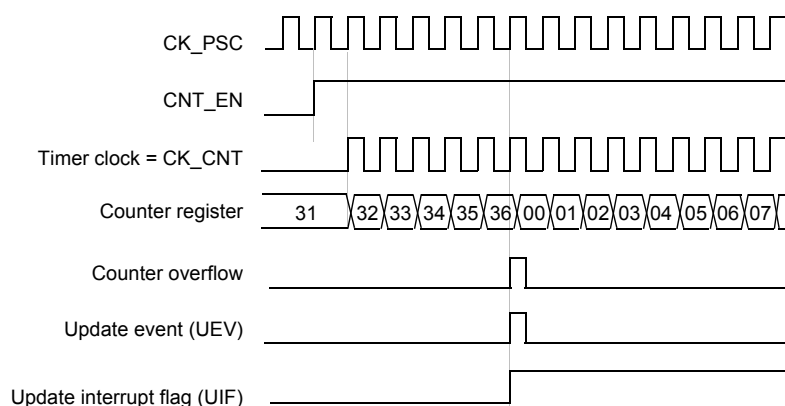 CK_PSC
CNT_EN
Timer clock = CK_CNT
Counter register 31 32 33 34 35 36 00 01 02 03 04 05 06 07
Counter overflow
Update event (UEV)
Update interrupt flag (UIF)